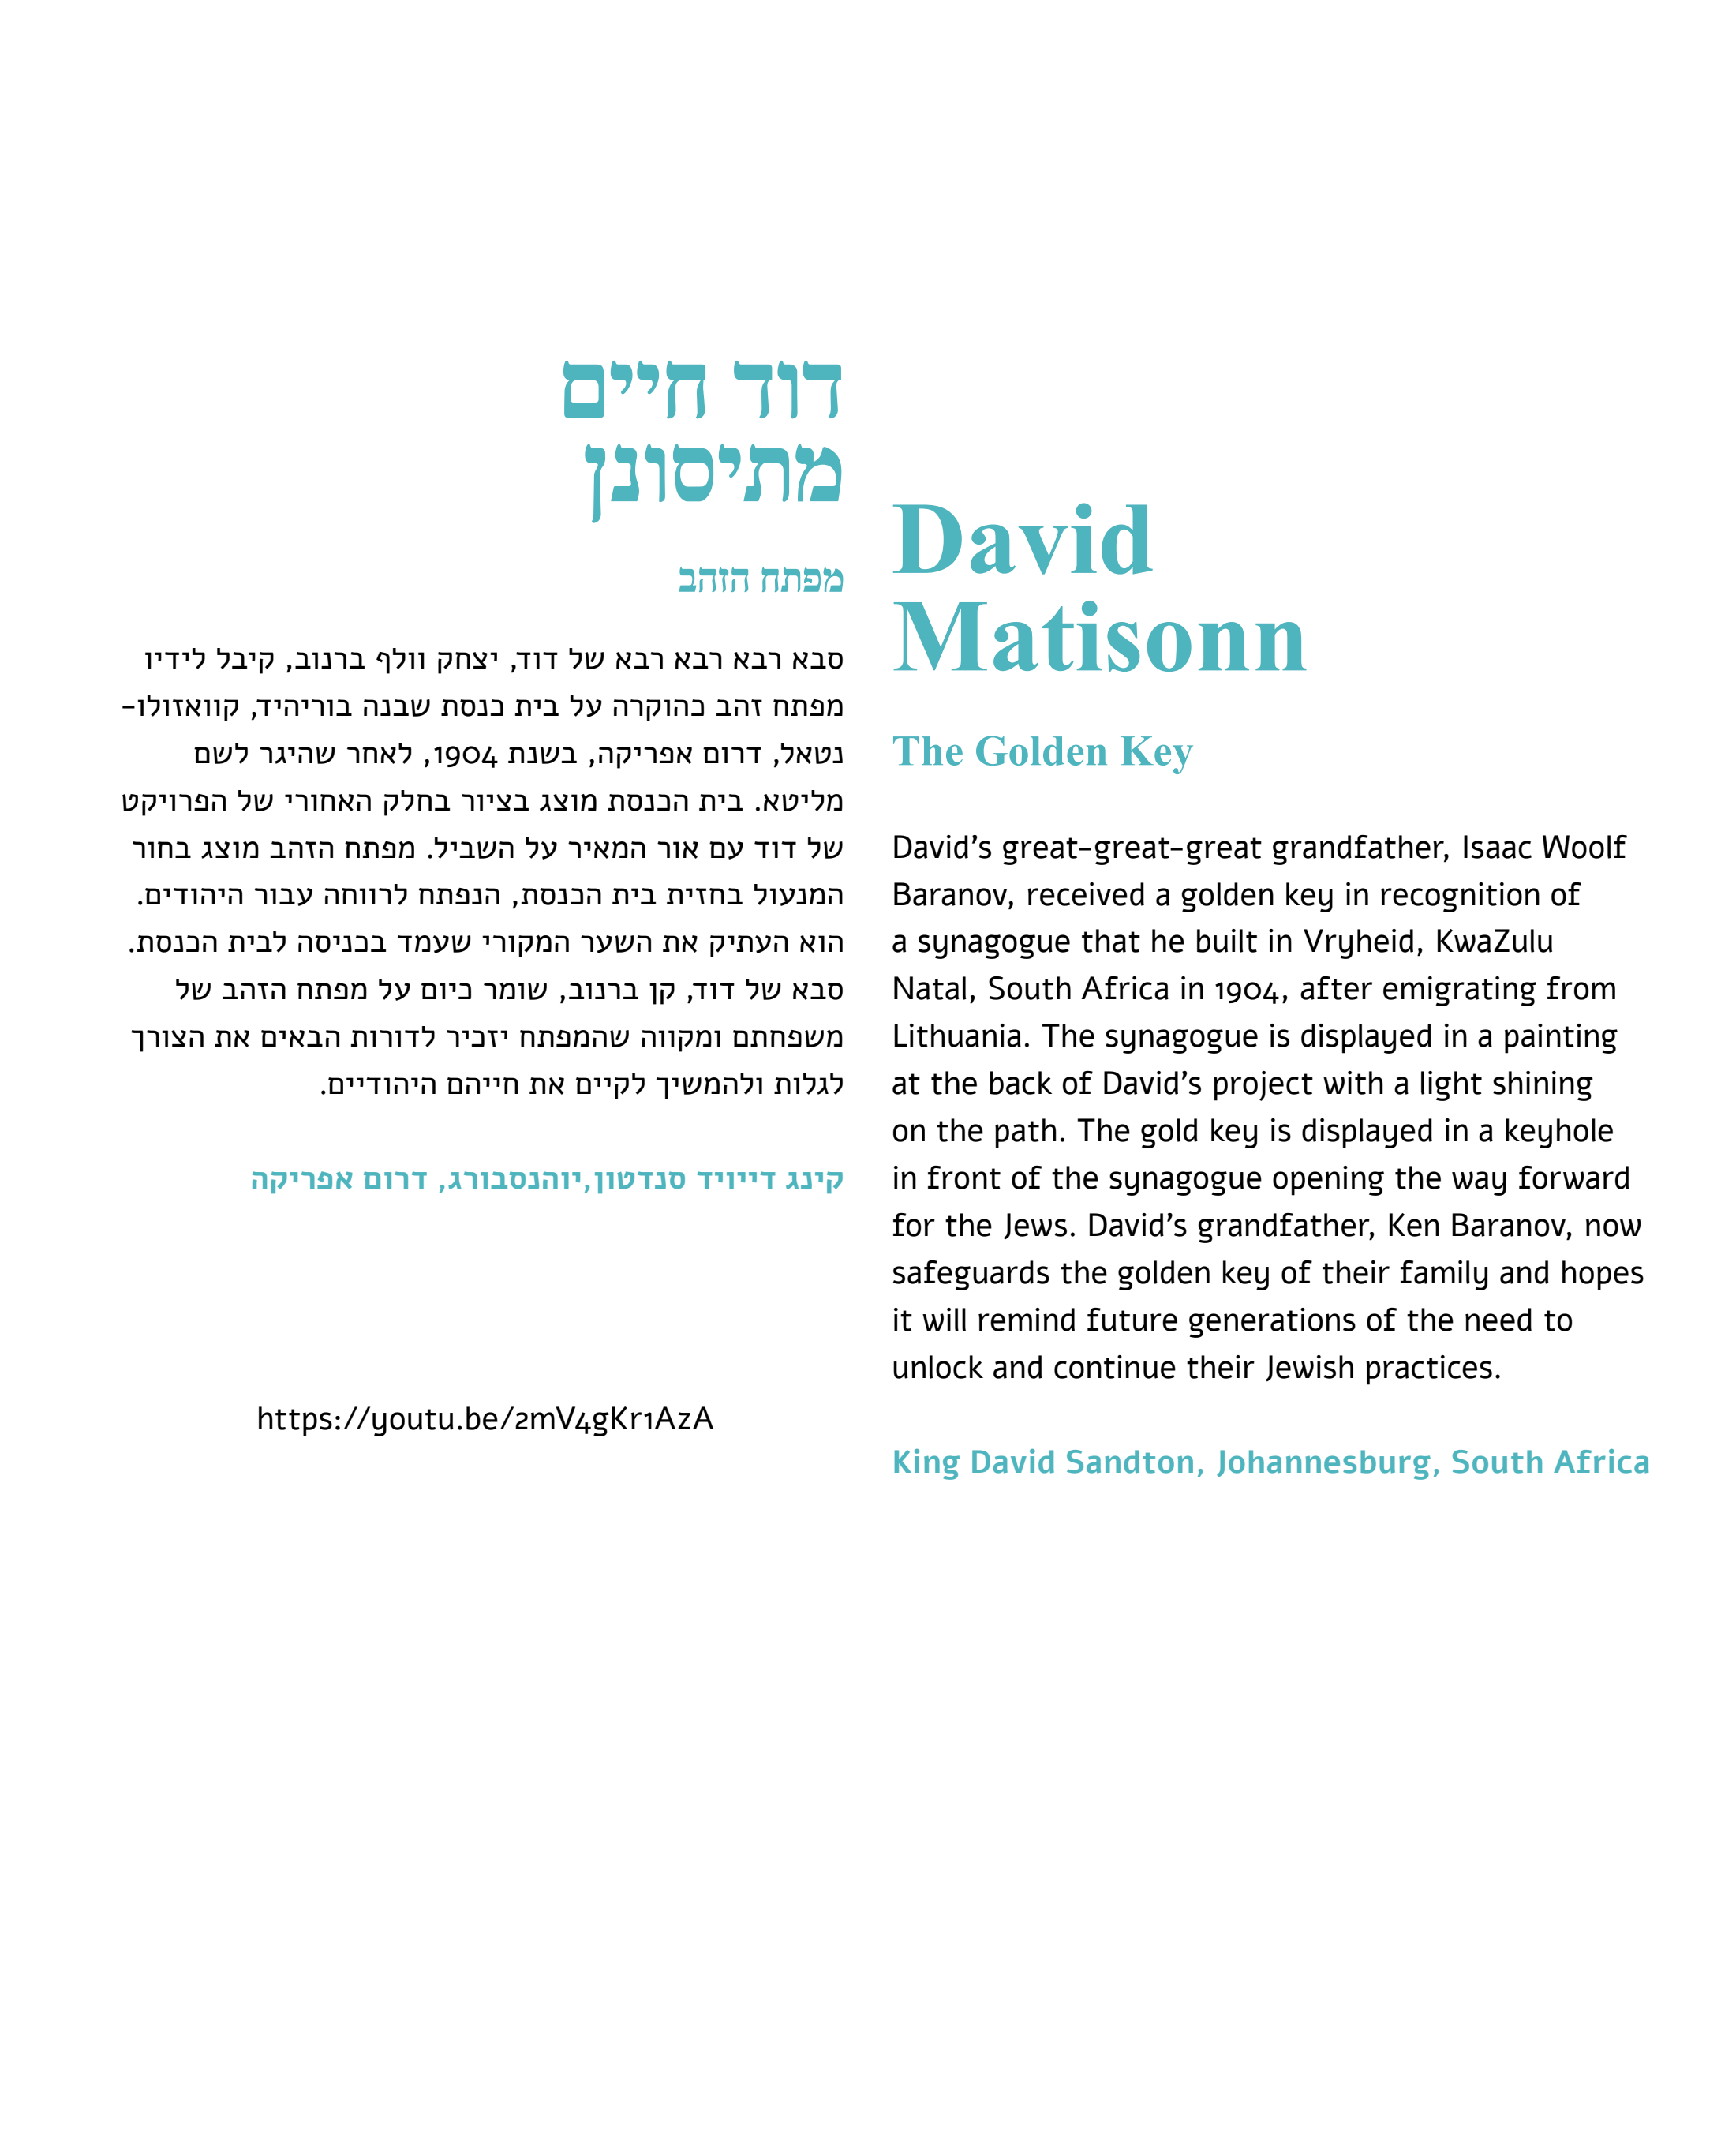 דוד חיים
מתיסונן
מפתח הזהב
סבא רבא רבא רבא של דוד, יצחק וולף ברנוב, קיבל לידיו
מפתח זהב כהוקרה על בית כנסת שבנה בוריהיד, קוואזולו-
נטאל, דרום אפריקה, בשנת 1904, לאחר שהיגר לשם
מליטא. בית הכנסת מוצג בציור בחלק האחורי של הפרויקט
של דוד עם אור המאיר על השביל. מפתח הזהב מוצג בחור
המנעול בחזית בית הכנסת, הנפתח לרווחה עבור היהודים.
הוא העתיק את השער המקורי שעמד בכניסה לבית הכנסת.
סבא של דוד, קן ברנוב, שומר כיום על מפתח הזהב של
משפחתם ומקווה שהמפתח יזכיר לדורות הבאים את הצורך
לגלות ולהמשיך לקיים את חייהם היהודיים.
קינג דייויד סנדטון,יוהנסבורג, דרום אפריקה
https://youtu.be/2mV4gKr1AzA
David
Matisonn
The Golden Key
David’s great-great-great grandfather, Isaac Woolf
Baranov, received a golden key in recognition of
a synagogue that he built in Vryheid, KwaZulu
Natal, South Africa in 1904, after emigrating from
Lithuania. The synagogue is displayed in a painting
at the back of David’s project with a light shining
on the path. The gold key is displayed in a keyhole
in front of the synagogue opening the way forward
for the Jews. David’s grandfather, Ken Baranov, now
safeguards the golden key of their family and hopes
it will remind future generations of the need to
unlock and continue their Jewish practices.
King David Sandton, Johannesburg, South Africa